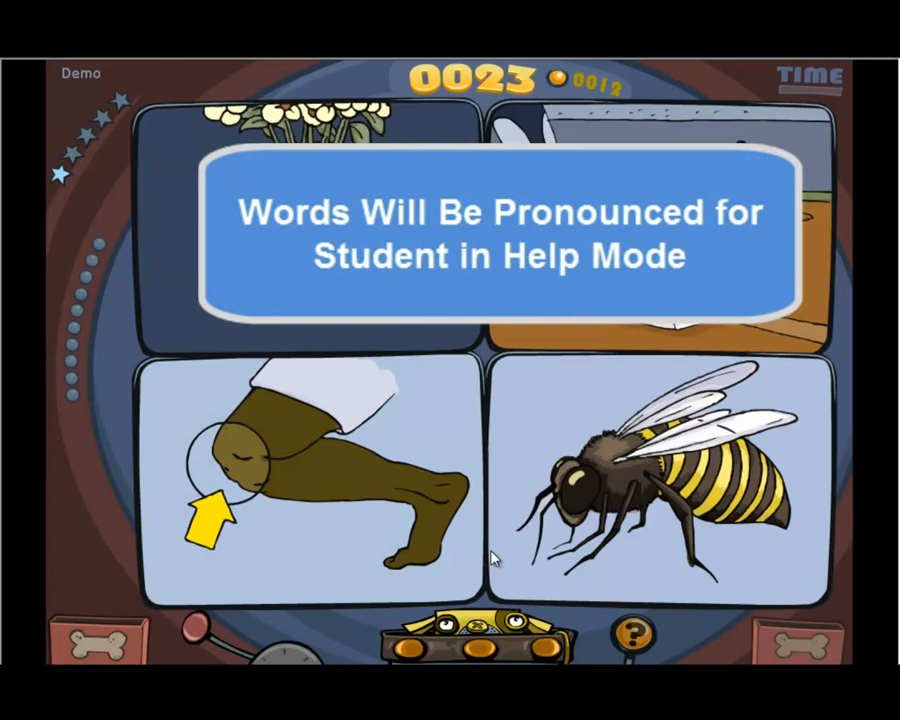 Demo
0023
0012
TIME
Words Will Be Pronounced for
Student in Help Mode
?